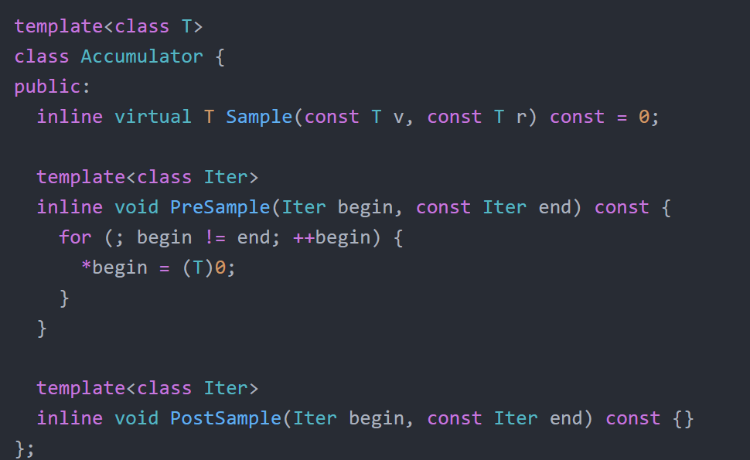 template<class T>
class Accumulator {
public:
  inline virtual T Sample(const T v, const T r) const = 0;

  template<class Iter>
  inline void PreSample(Iter begin, const Iter end) const {
    for (; begin != end; ++begin) {
      *begin = (T)0;
    }
  }

  template<class Iter>
  inline void PostSample(Iter begin, const Iter end) const {}
};